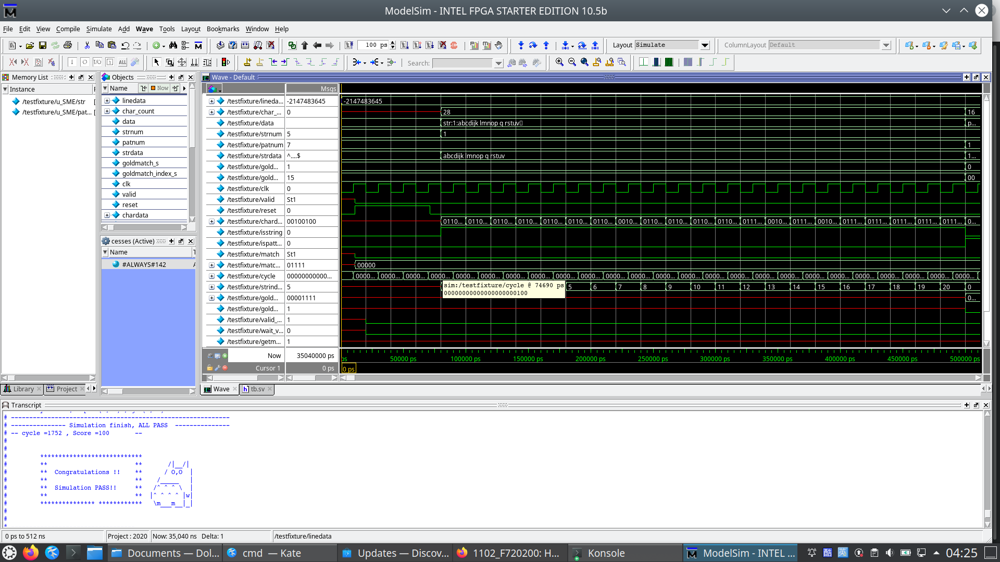 ModelSim - INTEL FPGA STARTER EDITION 10.5b
File Edit View Compile Simulate Add Wave Tools Layout Bookmarks Window Help
100 ps
Layout Simulate
ColumnLayout Default
Search:
Memory List
Instance
/testfixture/u_SME/str
/testfixture/u_SME/pat...
Library
Project
Objects
Name
Now
linedata
char_count
data
strnum
patnum
strdata
goldmatch_s
goldmatch_index_s
clk
valid
reset
chardata
cesses (Active)
Name
#ALWAYS#142
Wave - Default
Msgs
/testfixture/lineda... -2147483645 -2147483645
/testfixture/char_... 0 28 16
/testfixture/data str:1:abcdijk lmnop q rstuv▯ p...
/testfixture/strnum 5 1
/testfixture/patnum 7 1
/testfixture/strdata ^....$ abcdijk lmnop q rstuv 1...
/testfixture/gold... 1 0
/testfixture/gold... 15 00
/testfixture/clk 0
/testfixture/valid St1
/testfixture/reset 0
/testfixture/chard... 00100100 0110... 0110... 0110... 0110... 0110... 0110... 0110... 0010... 0110... 0110... 0110... 0110... 0111... 0010... 0111... 0010... 0111... 0111... 0111... 0111... 0111... 0...
/testfixture/isstring 0
/testfixture/ispatt... 0
/testfixture/match St1
/testfixture/matc... 01111 00000
/testfixture/cycle 00000000000... 0000... 0000... 0000... 0000... 0000... 0000... 0000... 0000... 0000... 0000... 0000... 0000... 0000... 0000... 0000... 0000... 0000... 0000... 0000... 0000... 0000... 0000... 0000... 0000... 0000...
/testfixture/strind... 5 5 6 7 8 9 10 11 12 13 14 15 16 17 18 19 20 0
sim:/testfixture/cycle @ 74690 ps
000000000000000000000100
/testfixture/gold... 00001111 0...
/testfixture/gold... 1
/testfixture/valid_... 1
/testfixture/wait_v... 0
/testfixture/getm... 1
Now 35040000 ps
ps 50000 ps 100000 ps 150000 ps 200000 ps 250000 ps 300000 ps 350000 ps 400000 ps 450000 ps 500000 ps
Cursor 1 0 ps 0 ps
Wave
tb.sv
Transcript
# ------------------------------------------------------------
# --------------- Simulation finish, ALL PASS ---------------
# -- cycle =1752 , Score =100 --
#
#
# ****************************
# ** ** /|__/|
# ** Congratulations !! ** / O,O |
# ** ** /_____ |
# ** Simulation PASS!! ** /^ ^ ^ \ |
# ** ** |^ ^ ^ ^ |w|
# *************** ************ \m___m__|_|
#
#
#
0 ps to 512 ns
Project : 2020
Now: 35,040 ns Delta: 1
/testfixture/linedata
Documents — Dol...
cmd — Kate
Updates — Discov...
1102_F720200: H...
Konsole
ModelSim - INTEL ...
酷
英
04:25